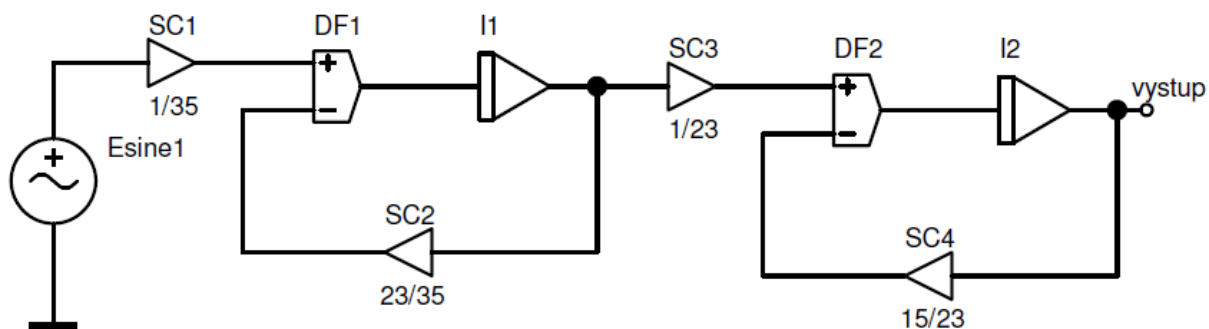 SC1
DF1
I1
SC3
DF2
I2
vystup
1/35
1/23
Esine1
SC2
SC4
23/35
15/23